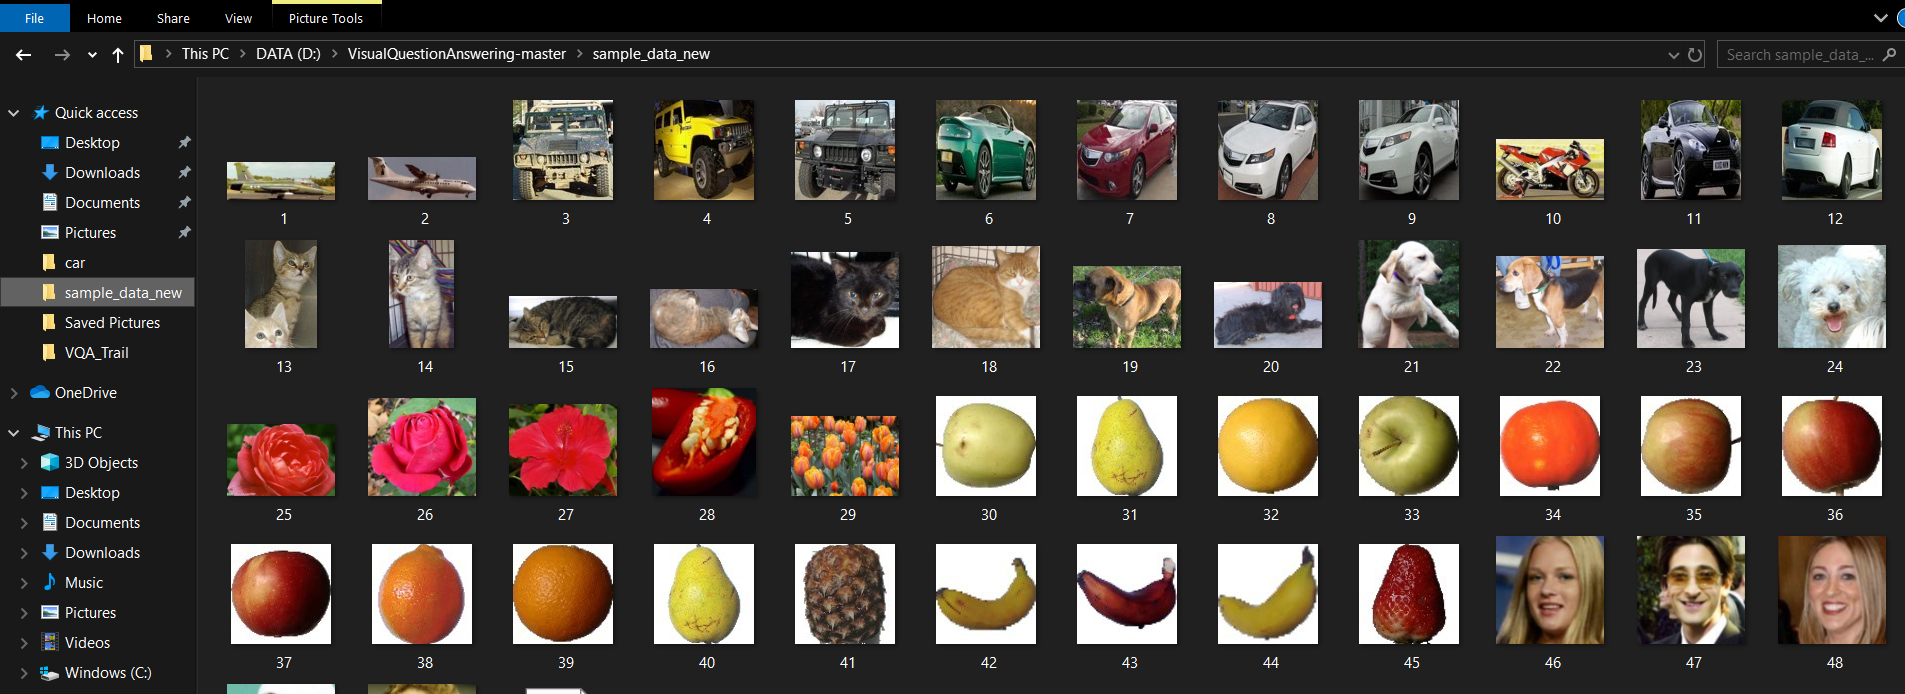 File Home Share View Picture Tools
This PC > DATA (D:) > VisualQuestionAnswering-master > sample_data_new
Search sample_data_...
Quick access
Desktop
Downloads
Documents
Pictures
car
sample_data_new
Saved Pictures
VQA_Trail
OneDrive
This PC
3D Objects
Desktop
Documents
Downloads
Music
Pictures
Videos
Windows (C:)
1 2 3 4 5 6 7 8 9 10 11 12
13 14 15 16 17 18 19 20 21 22 23 24
25 26 27 28 29 30 31 32 33 34 35 36
37 38 39 40 41 42 43 44 45 46 47 48